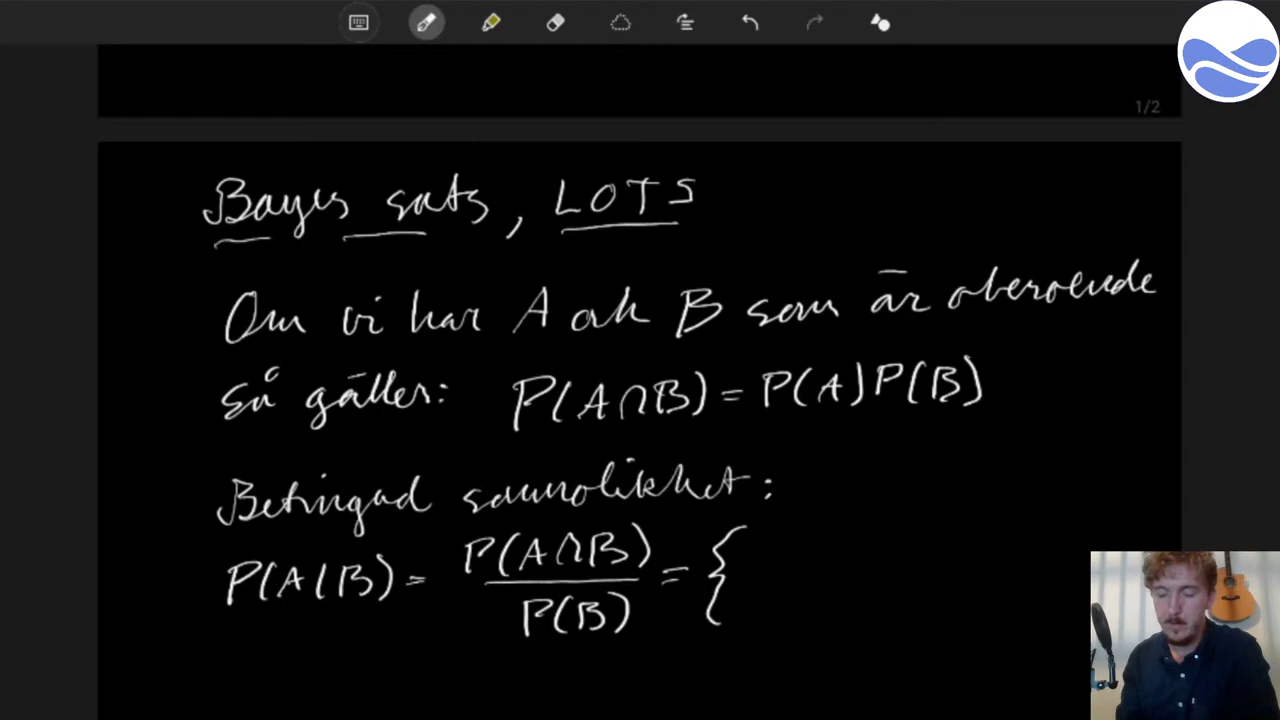 1/2
Bayes sats, LOTS
Om vi har A och B som är oberoende
så gäller: P(A∩B) = P(A)P(B)
Betingad sannolikhet:
P(A|B) = P(A∩B)/P(B) = {